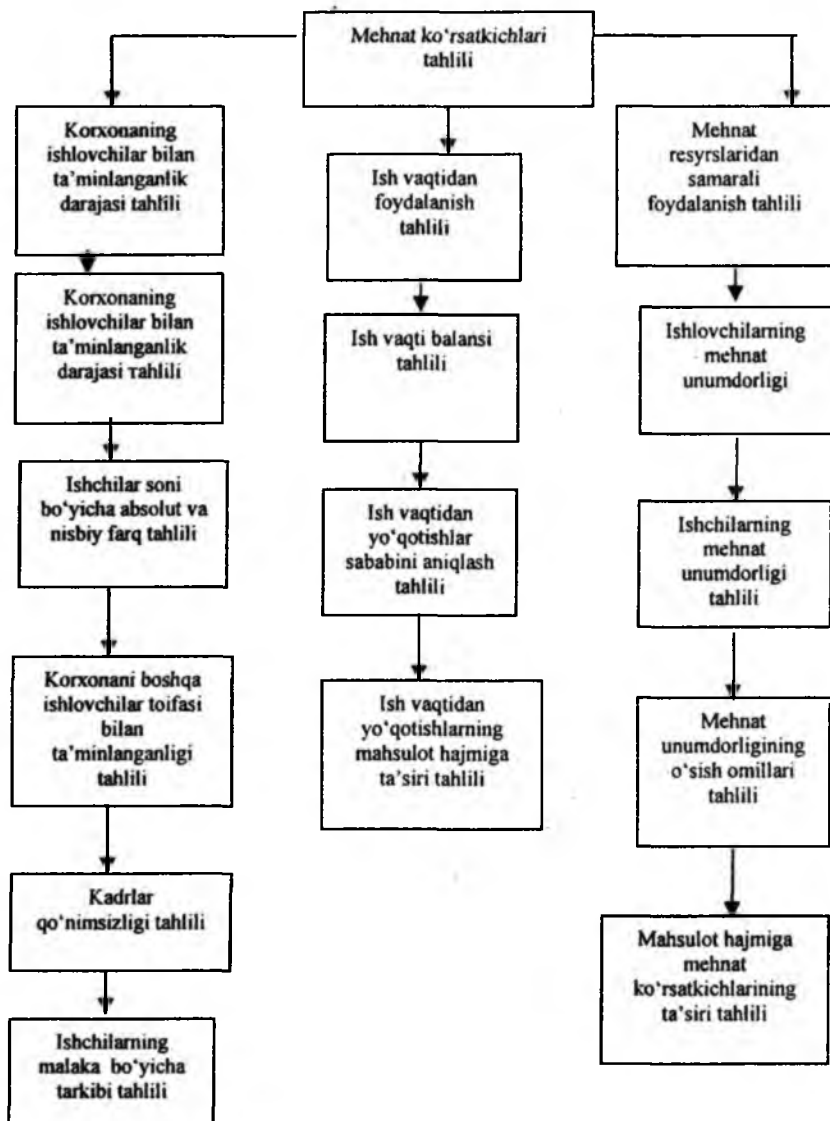 Mehnat ko‘rsatkichlari
tahlili
Korxonaning
ishlovchilar bilan
ta’minlanganlik
darajasi tahlili
Korxonaning
ishlovchilar bilan
ta’minlanganlik
darajasi тahlili
Ishchilar soni
bo‘yicha absolut va
nisbiy farq tahlili
Korxonani boshqa
ishlovchilar toifasi
bilan
ta’minlanganligi
tahlili
Kadrlar
qo‘nimsizligi tahlili
Ishchilarning
malaka bo‘yicha
tarkibi tahlili
Ish vaqtidan
foydalanish
tahlili
Ish vaqti balansi
tahlili
Ish vaqtidan
yo‘qotishlar
sababini aniqlash
tahlili
Ish vaqtidan
yo‘qotishlarning
mahsulot hajmiga
ta’siri tahlili
Mehnat
resyrslaridan
samarali
foydalanish tahlili
Ishlovchilarning
mehnat
unumdorligi
Ishchilarning
mehnat
unumdorligi
tahlili
Mehnat
unumdorligining
o‘sish omillari
tahlili
Mahsulot hajmiga
mehnat
ko‘rsatkichlarining
ta’siri tahlili